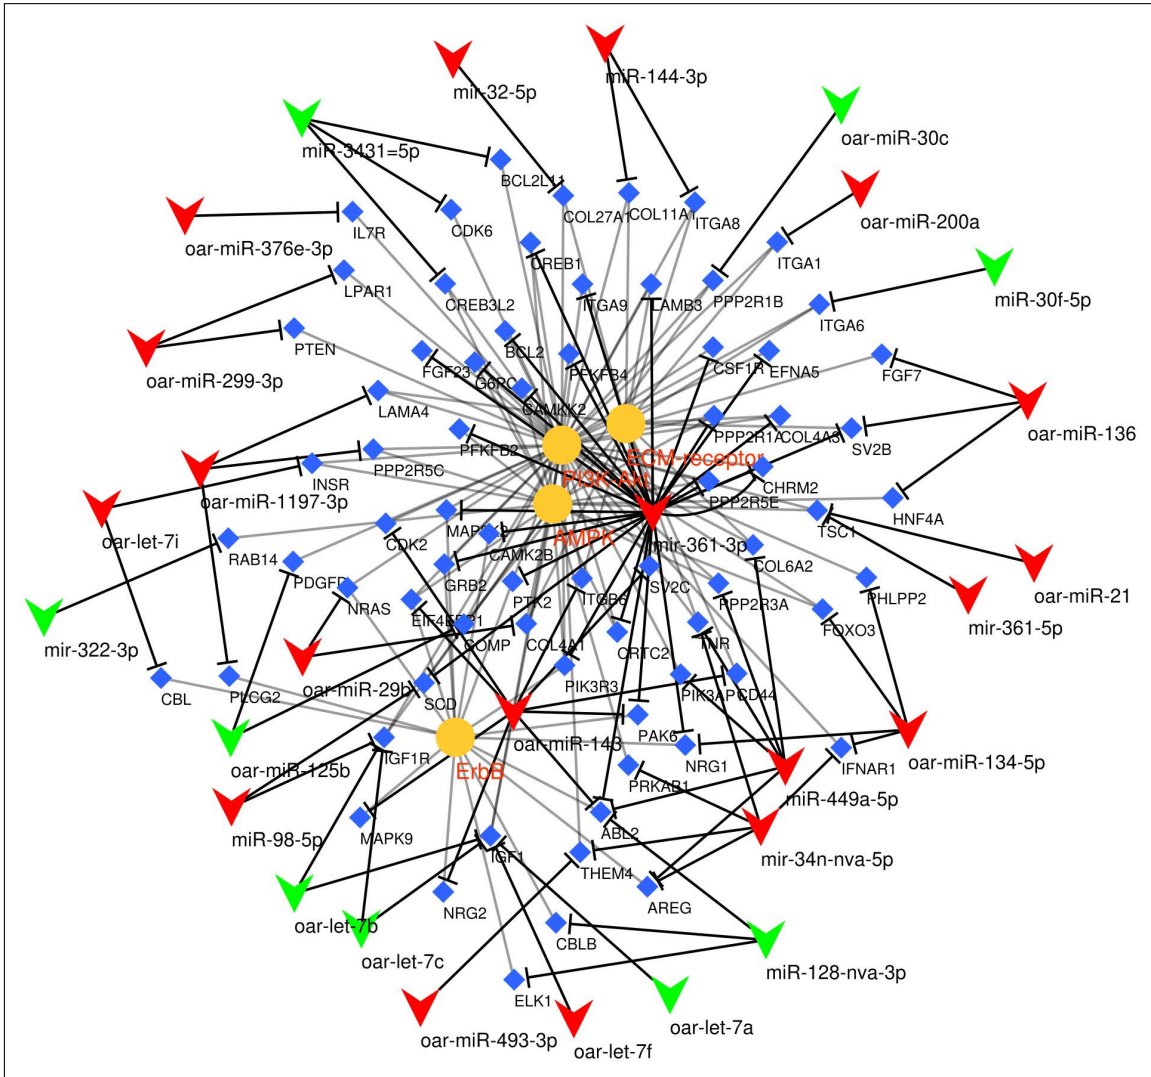 mir-32-5p
miR-144-3p
oar-miR-30c
miR-3431=5p
BCL2L11
oar-miR-200a
CDK6
COL27A1
COL11A1
ITGA8
IL7R
oar-miR-376e-3p
CREB1
ITGA1
LPAR1
CREB3L2
ITGA9
LAMB3
PPP2R1B
miR-30f-5p
ITGA6
PTEN
BCL2
oar-miR-299-3p
FGF23
G6PC
PFKFB4
CSF1R
EFNA5
FGF7
LAMA4
CAMKK2
PFKFB2
PPP2R1A
COL4A3
SV2B
oar-miR-136
PPP2R5C
ECM-receptor
PI3K-Akt
INSR
oar-miR-1197-3p
CHRM2
PPP2R5E
HNF4A
oar-let-7i
CDK2
AMPK
TSC1
mir-361-3p
RAB14
CAMK2B
COL6A2
PDGFD
GRB2
SV2C
oar-miR-21
NRAS
PTK2
ITGB6
PPP2R3A
PHLPP2
mir-361-5p
EIF4EBP1
FOXO3
mir-322-3p
COMP
COL4A1
CRTC2
TNR
oar-miR-29b
CBL
PLCG2
SCD
PIK3R3
PIK3AP1
CD44
oar-miR-143
PAK6
oar-miR-125b
IGF1R
NRG1
IFNAR1
oar-miR-134-5p
ErbB
PRKAB1
miR-449a-5p
miR-98-5p
MAPK9
ABL2
mir-34n-nva-5p
IGF1
THEM4
NRG2
AREG
oar-let-7b
CBLB
oar-let-7c
miR-128-nva-3p
ELK1
oar-let-7a
oar-miR-493-3p
oar-let-7f